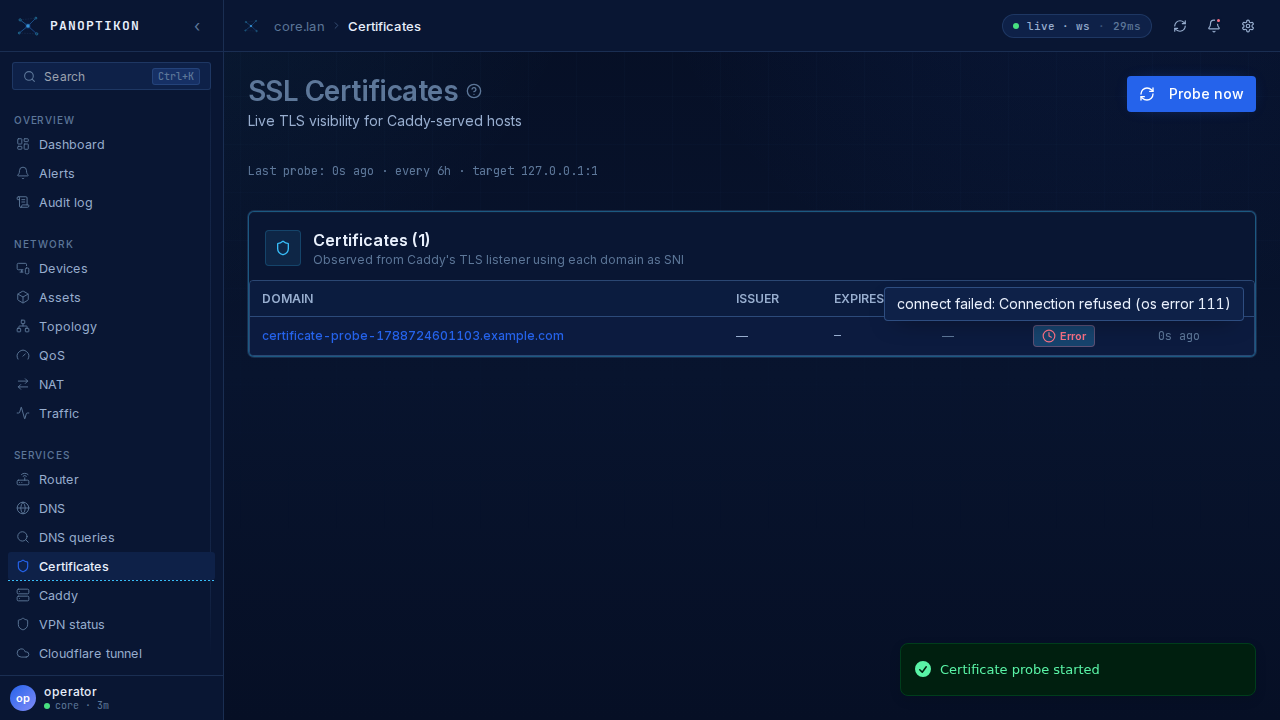 PANOPTIKON
core.lan
Certificates
live · ws · 29ms
Search
Ctrl+K
OVERVIEW
Dashboard
Alerts
Audit log
NETWORK
Devices
Assets
Topology
QoS
NAT
Traffic
SERVICES
Router
DNS
DNS queries
Certificates
Caddy
VPN status
Cloudflare tunnel
op
operator
core · 3m
SSL Certificates
Live TLS visibility for Caddy-served hosts
Probe now
Last probe: 0s ago · every 6h · target 127.0.0.1:1
Certificates (1)
Observed from Caddy's TLS listener using each domain as SNI
DOMAIN ISSUER EXPIRES
connect failed: Connection refused (os error 111)
certificate-probe-1788724601103.example.com — – — Error 0s ago
Certificate probe started